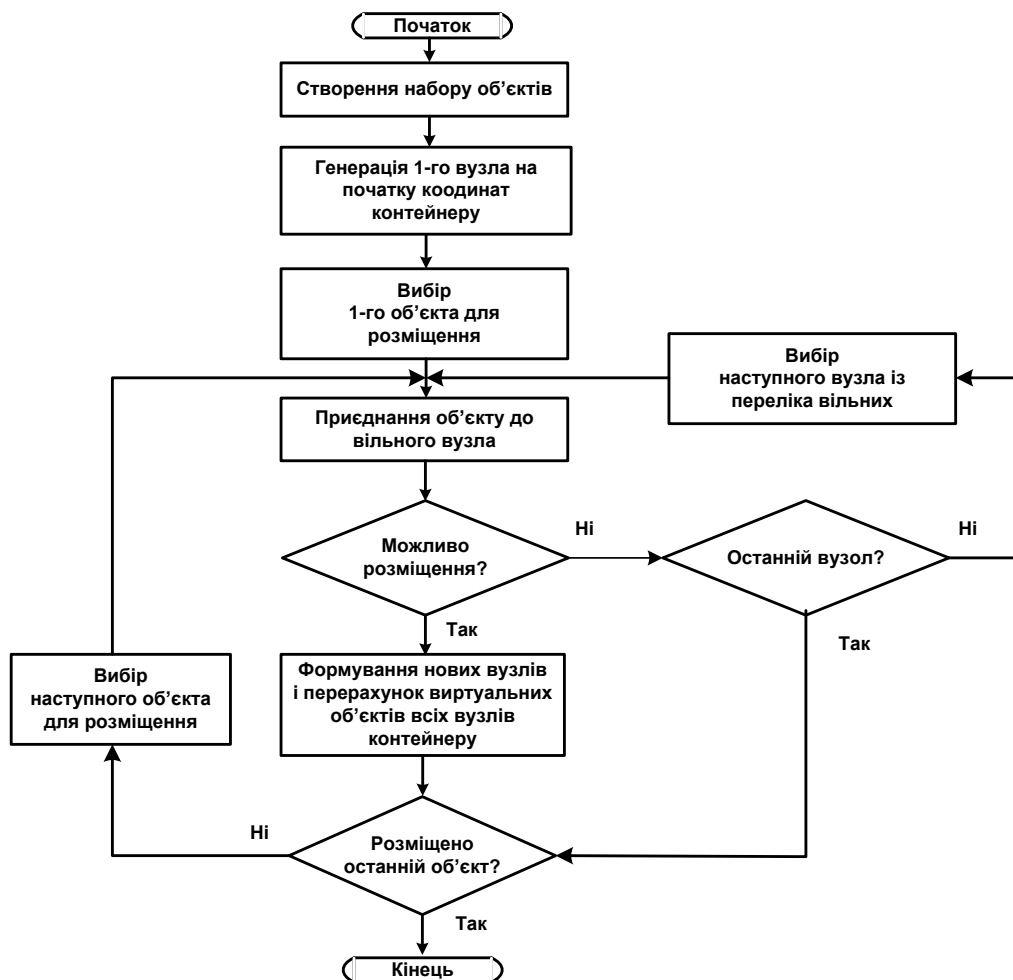 Початок
Створення набору об’єктів
Генерація 1-го вузла на
початку коодинат
контейнеру
Вибір
1-го об’єкта для
розміщення
Вибір
наступного вузла із
переліка вільних
Приєднання об’єкту до
вільного вузла
Можливо
розміщення?
Ні
Останній вузол?
Ні
Так
Так
Вибір
наступного об’єкта
для розміщення
Формування нових вузлів
і перерахунок виртуальних
об’єктів всіх вузлів
контейнеру
Ні
Розміщено
останній об’єкт?
Так
Кінець